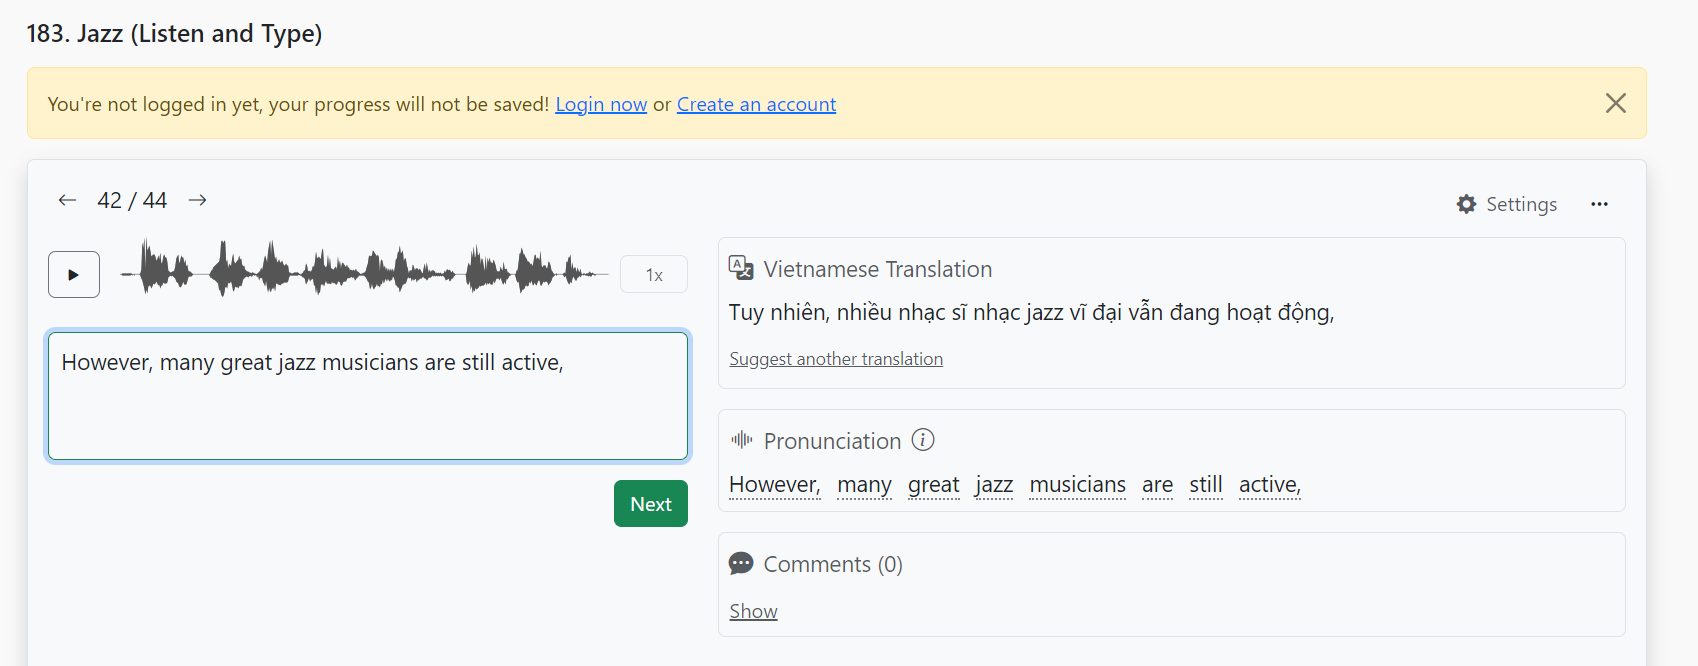 183. Jazz (Listen and Type)
You're not logged in yet, your progress will not be saved! Login now or Create an account
42 / 44
Settings
1x
However, many great jazz musicians are still active,
Next
Vietnamese Translation
Tuy nhiên, nhiều nhạc sĩ nhạc jazz vĩ đại vẫn đang hoạt động,
Suggest another translation
Pronunciation
However, many great jazz musicians are still active,
Comments (0)
Show